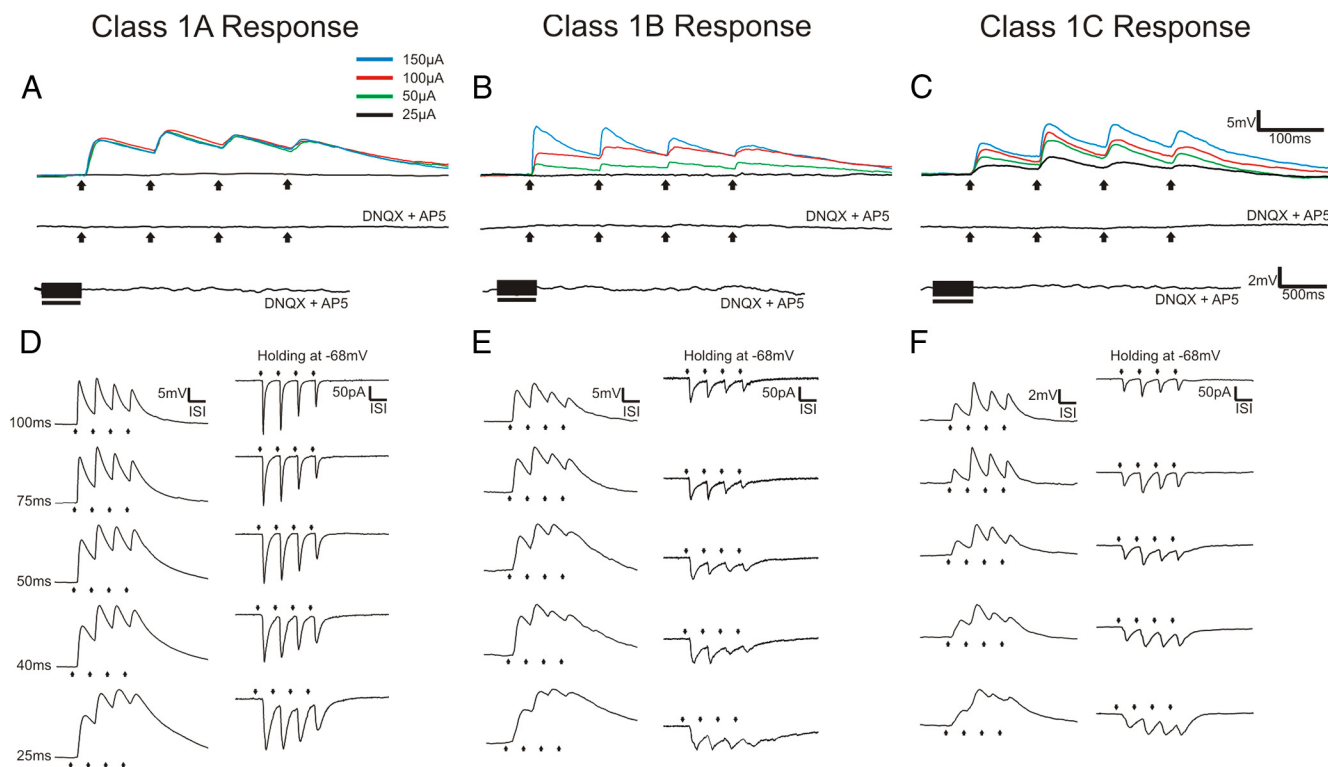 Class 1A Response
Class 1B Response
Class 1C Response
A
B
C
150µA
100µA
50µA
25µA
5mV
100ms
DNQX + AP5
DNQX + AP5
DNQX + AP5
DNQX + AP5
DNQX + AP5
DNQX + AP5
2mV
500ms
D
E
F
Holding at -68mV
Holding at -68mV
Holding at -68mV
5mV
ISI
50pA
ISI
5mV
ISI
50pA
ISI
2mV
ISI
50pA
ISI
100ms
75ms
50ms
40ms
25ms